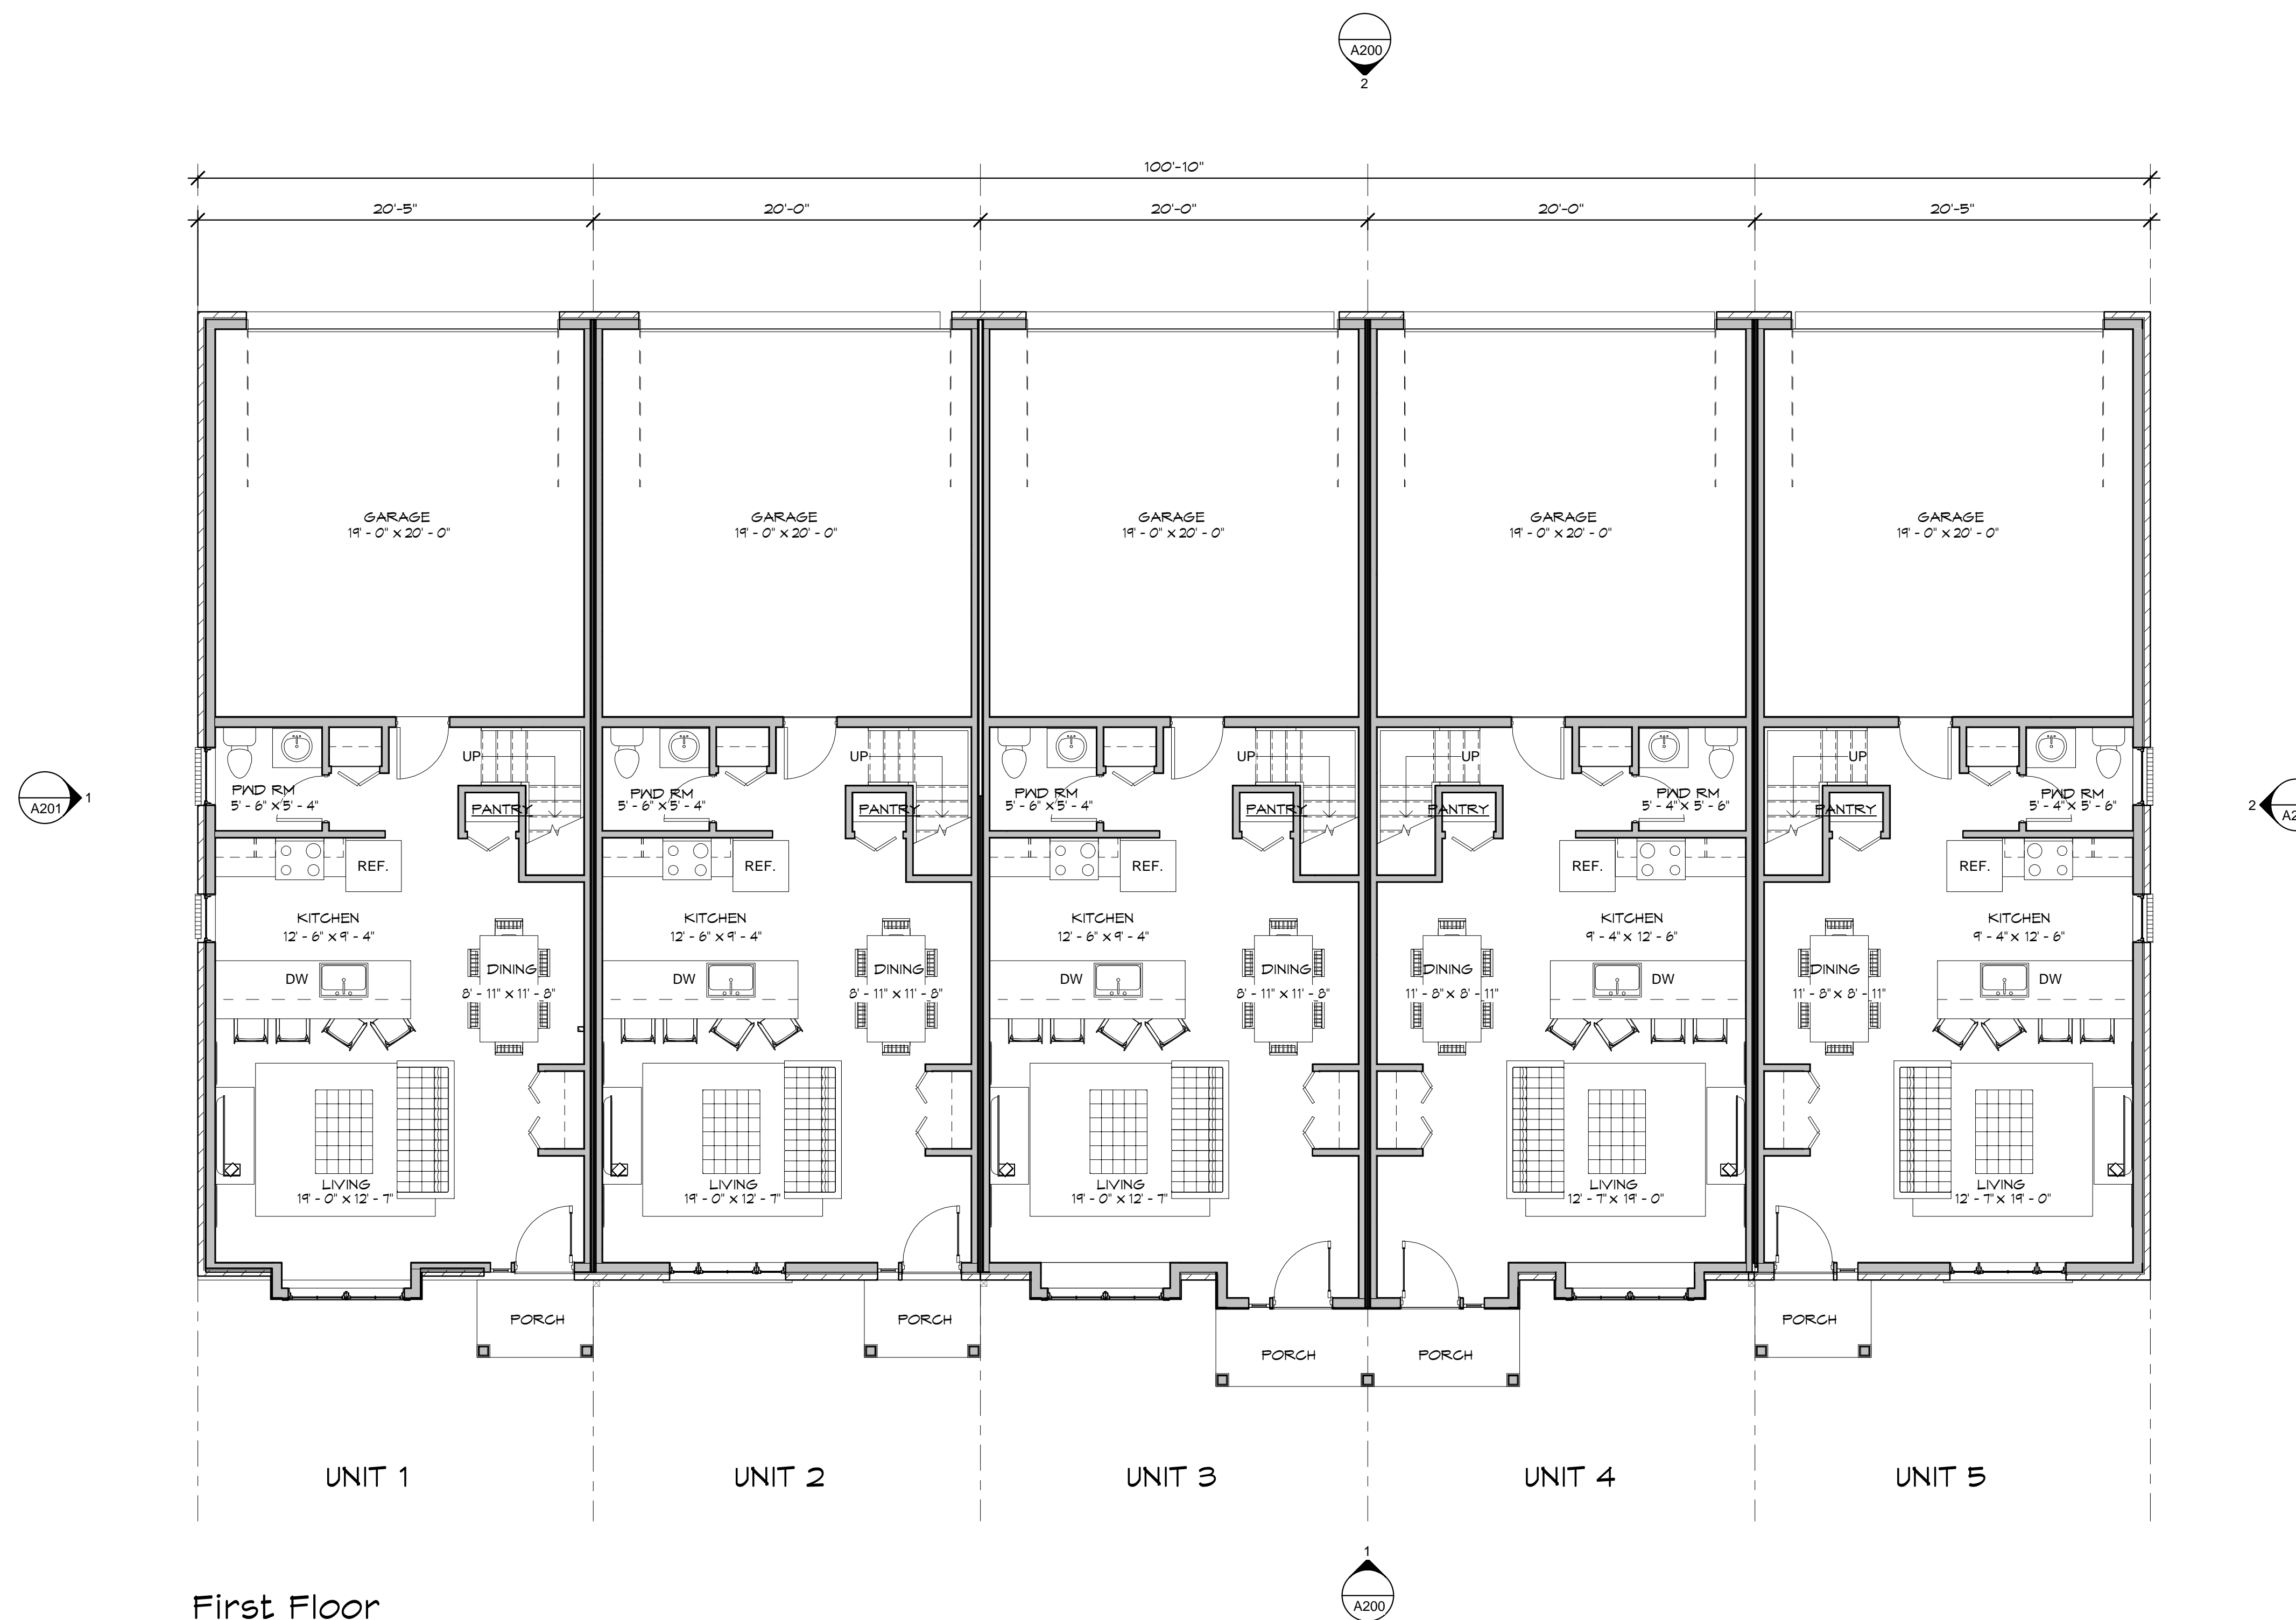 A200
2
100'-10"
20'-5"
20'-0"
20'-0"
20'-0"
20'-5"
GARAGE
19' - 0" x 20' - 0"
GARAGE
19' - 0" x 20' - 0"
GARAGE
19' - 0" x 20' - 0"
GARAGE
19' - 0" x 20' - 0"
GARAGE
19' - 0" x 20' - 0"
A201
1
2
UP
UP
UP
UP
UP
PWD RM
5' - 6" x 5' - 4"
PANTRY
PWD RM
5' - 6" x 5' - 4"
PANTRY
PWD RM
5' - 6" x 5' - 4"
PANTRY
PANTRY
PWD RM
5' - 4" x 5' - 6"
PANTRY
PWD RM
5' - 4" x 5' - 6"
REF.
REF.
REF.
REF.
REF.
KITCHEN
12' - 6" x 9' - 4"
KITCHEN
12' - 6" x 9' - 4"
KITCHEN
12' - 6" x 9' - 4"
KITCHEN
9' - 4" x 12' - 6"
KITCHEN
9' - 4" x 12' - 6"
DW
DINING
8' - 11" x 11' - 8"
DW
DINING
8' - 11" x 11' - 8"
DW
DINING
8' - 11" x 11' - 8"
DINING
11' - 8" x 8' - 11"
DW
DINING
11' - 8" x 8' - 11"
DW
LIVING
19' - 0" x 12' - 7"
LIVING
19' - 0" x 12' - 7"
LIVING
19' - 0" x 12' - 7"
LIVING
12' - 7" x 19' - 0"
LIVING
12' - 7" x 19' - 0"
PORCH
PORCH
PORCH
PORCH
PORCH
UNIT 1
UNIT 2
UNIT 3
UNIT 4
UNIT 5
1
A200
First Floor